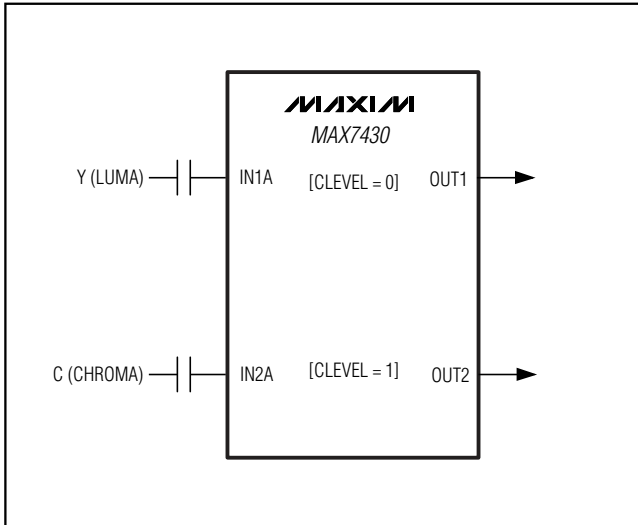 MAXIM
MAX7430
Y (LUMA) IN1A [CLEVEL = 0] OUT1
C (CHROMA) IN2A [CLEVEL = 1] OUT2